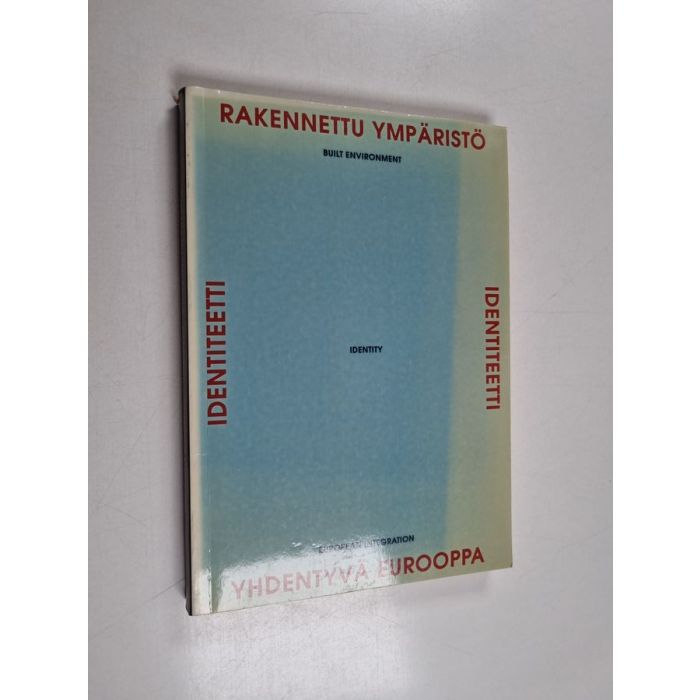 RAKENNETTU YMPÄRISTÖ
BUILT ENVIRONMENT
IDENTITEETTI
IDENTITY
IDENTITEETTI
EUROPEAN INTEGRATION
YHDENTYVÄ EUROOPPA